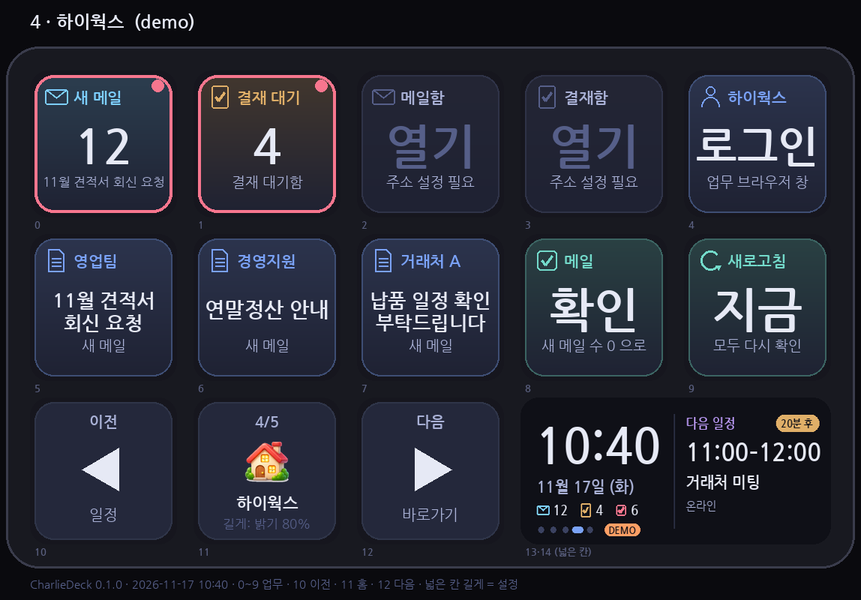 4 · 하이웍스 (demo)
새 메일
12
11월 견적서 회신 요청
0
결재 대기
4
결재 대기함
1
메일함
열기
주소 설정 필요
2
결재함
열기
주소 설정 필요
3
하이웍스
로그인
업무 브라우저 창
4
영업팀
11월 견적서
회신 요청
새 메일
5
경영지원
연말정산 안내
새 메일
6
거래처 A
납품 일정 확인
부탁드립니다
새 메일
7
메일
확인
새 메일 수 0 으로
8
새로고침
지금
모두 다시 확인
9
이전
일정
10
4/5
하이웍스
길게: 밝기 80%
11
다음
바로가기
12
10:40
11월 17일 (화)
12 4 6
DEMO
다음 일정 20분 후
11:00-12:00
거래처 미팅
온라인
13-14 (넓은 칸)
CharlieDeck 0.1.0 · 2026-11-17 10:40 · 0~9 업무 · 10 이전 · 11 홈 · 12 다음 · 넓은 칸 길게 = 설정